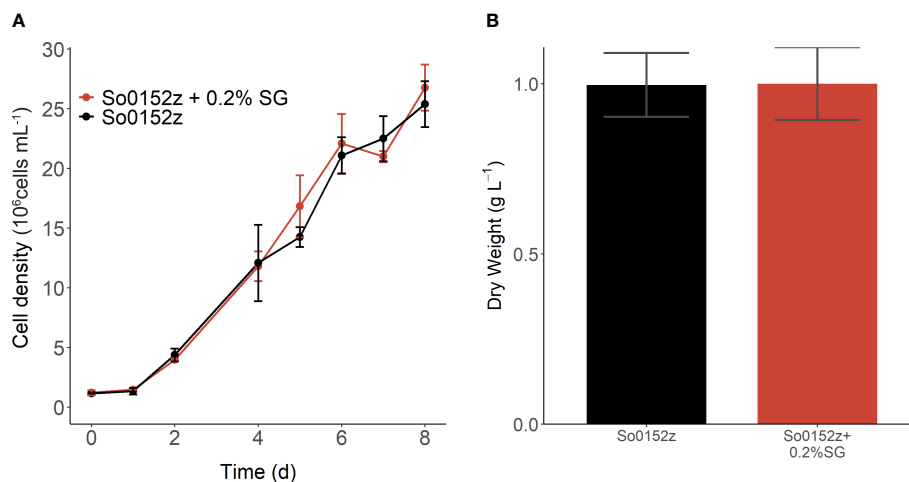 A
30
25
20
15
10
5
0
Cell density (10⁶cells mL⁻¹)
So0152z + 0.2% SG
So0152z
0 2 4 6 8
Time (d)
B
1.0
0.5
0.0
Dry Weight (g L⁻¹)
So0152z
So0152z+
0.2%SG